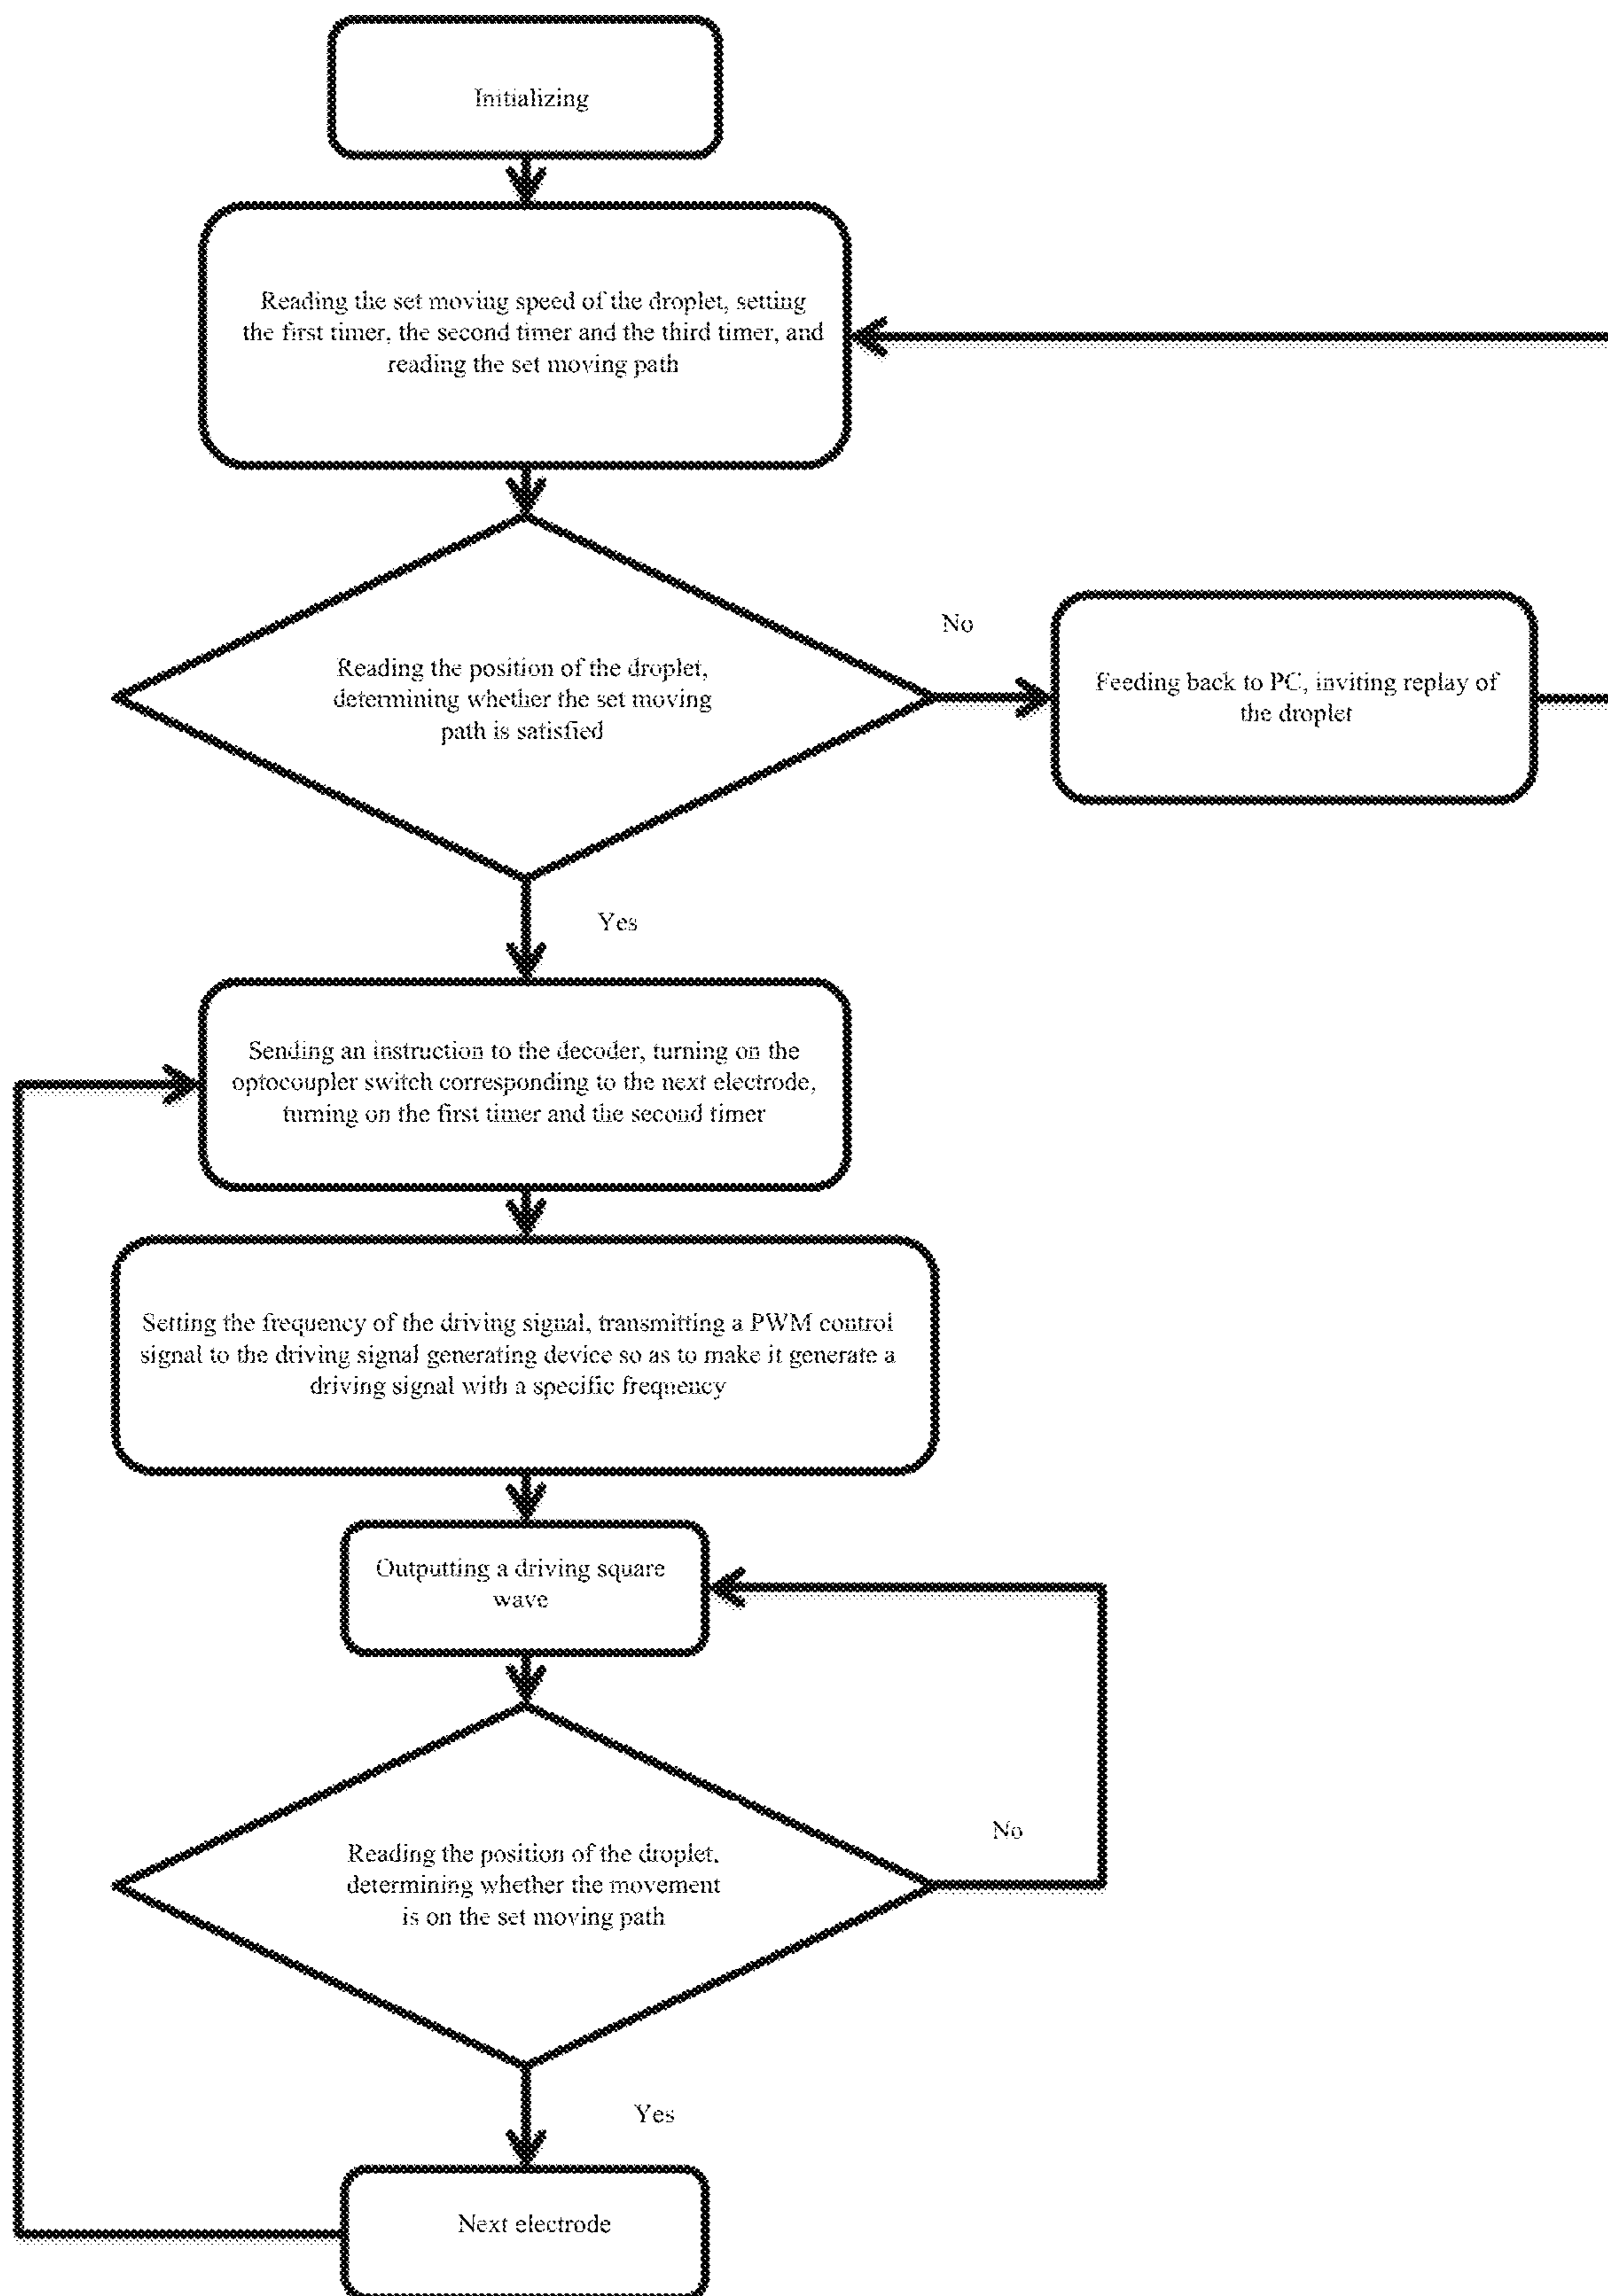 Initializing
Reading the set moving speed of the droplet, setting
the first timer, the second timer and the third timer, and
reading the set moving path
No
Reading the position of the droplet,
determining whether the set moving
path is satisfied
Feeding back to PC, inviting replay of
the droplet
Yes
Sending an instruction to the decoder, turning on the
optocoupler switch corresponding to the next electrode,
turning on the first timer and the second timer
Setting the frequency of the driving signal, transmitting a PWM control
signal to the driving signal generating device so as to make it generate a
driving signal with a specific frequency
Outputting a driving square
wave
No
Reading the position of the droplet,
determining whether the movement
is on the set moving path
Yes
Next electrode